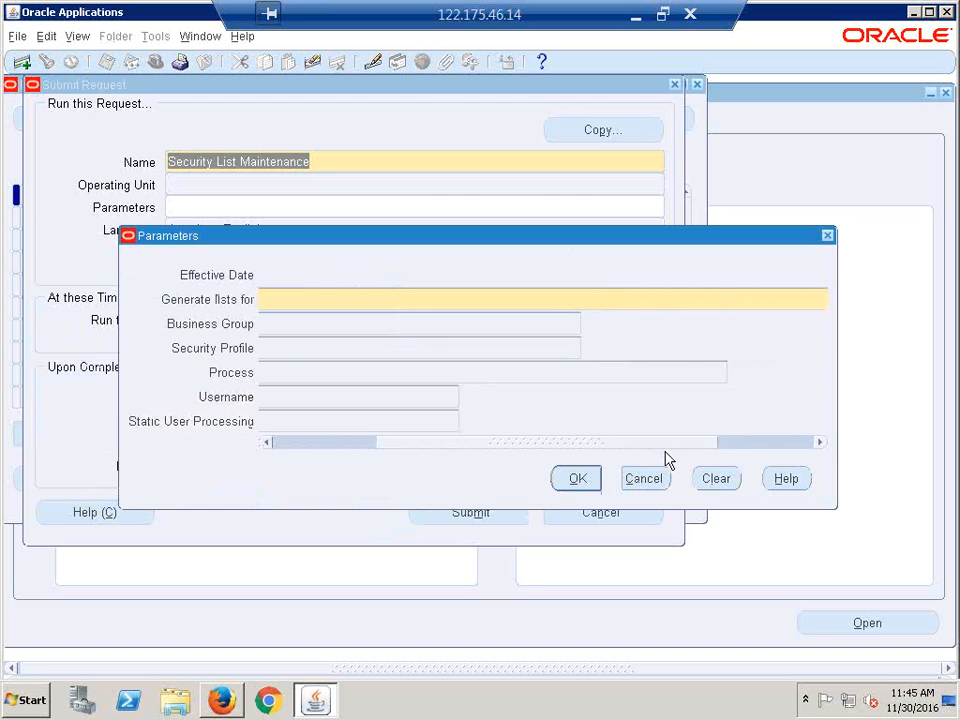 Oracle Applications
122.175.46.14
File Edit View Folder Tools Window Help
ORACLE
Submit Request
Run this Request...
Copy...
Name Security List Maintenance
Operating Unit
Parameters
Parameters
Effective Date
Generate lists for
Business Group
Security Profile
Process
Username
Static User Processing
At these Tim
Run t
Upon Comple
OK Cancel Clear Help
Help (C) Submit Cancel
Open
Start
11:45 AM
11/30/2016